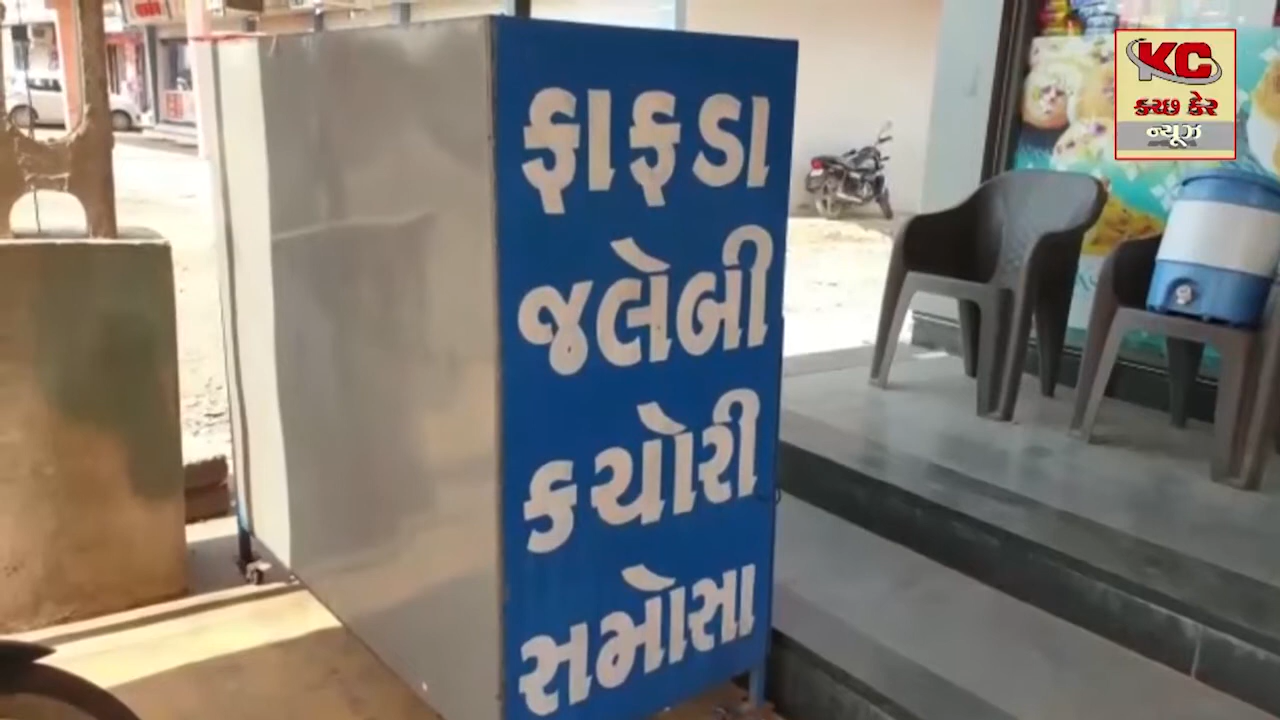 ફાફડા
જલેબી
કચોરી
સમોસા
KC
કચ્છ કેર
ન્યૂઝ